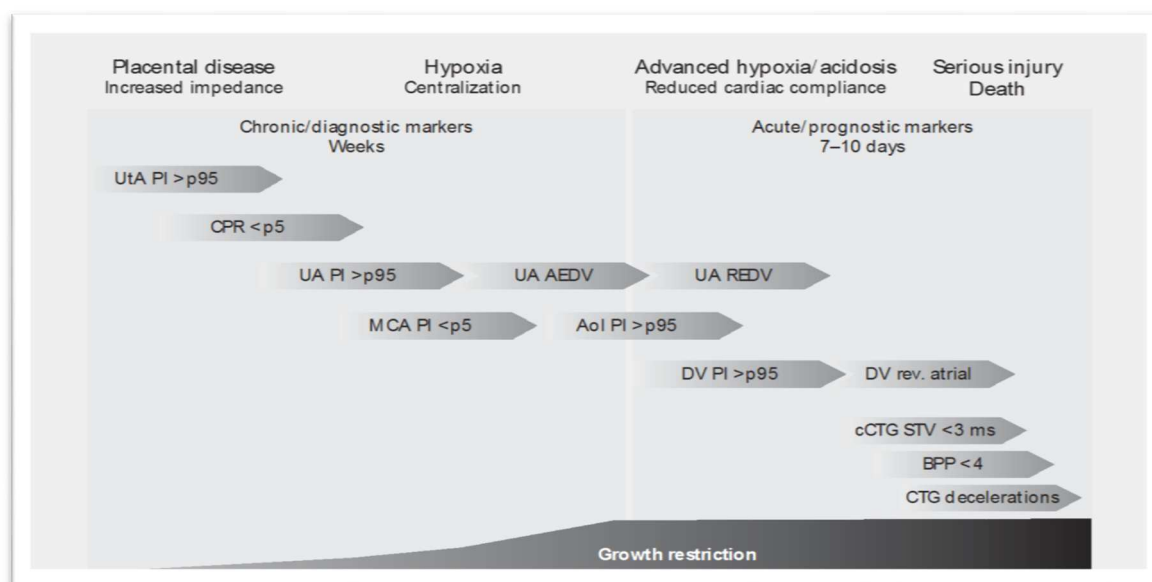 Placental disease
Increased impedance
Hypoxia
Centralization
Advanced hypoxia/acidosis
Reduced cardiac compliance
Serious injury
Death
Chronic/diagnostic markers
Weeks
Acute/prognostic markers
7–10 days
UtA PI >p95
CPR <p5
UA PI >p95
UA AEDV
UA REDV
MCA PI <p5
AoI PI >p95
DV PI >p95
DV rev. atrial
cCTG STV <3 ms
BPP <4
CTG decelerations
Growth restriction